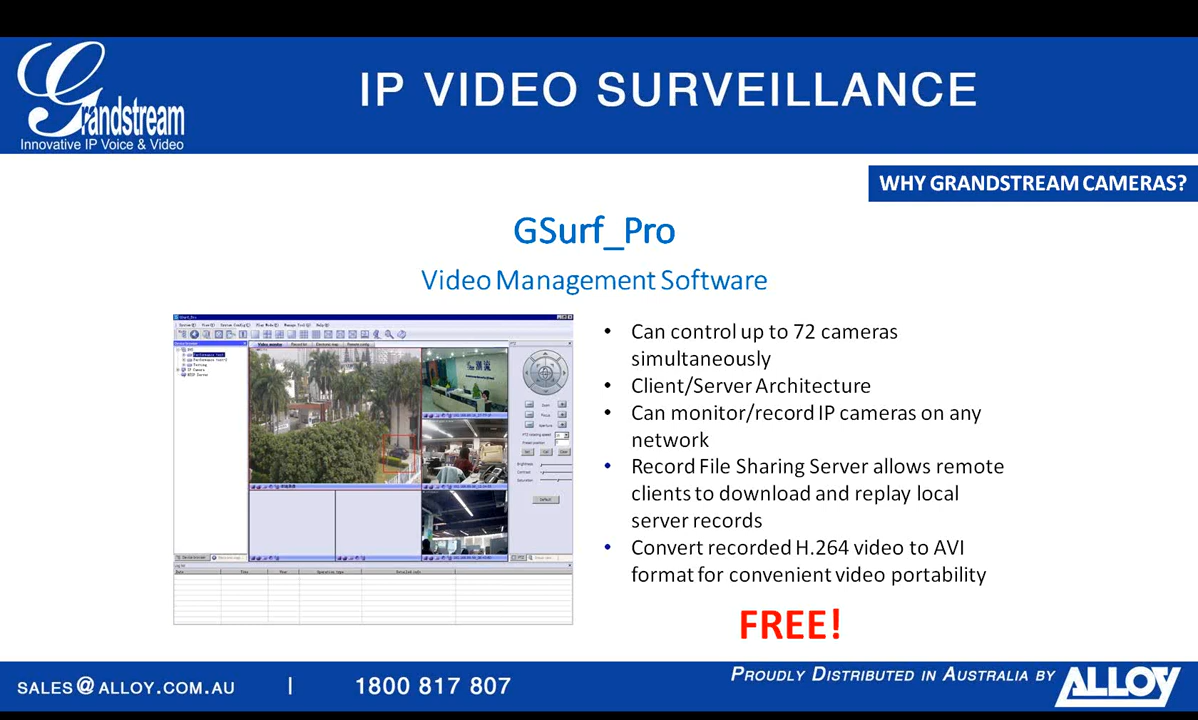 Grandstream
Innovative IP Voice & Video
IP VIDEO SURVEILLANCE
WHY GRANDSTREAM CAMERAS?
GSurf_Pro
Video Management Software
GSurf_Pro
Video monitor
• Can control up to 72 cameras
simultaneously
• Client/Server Architecture
• Can monitor/record IP cameras on any
network
• Record File Sharing Server allows remote
clients to download and replay local
server records
• Convert recorded H.264 video to AVI
format for convenient video portability
FREE!
SALES@ALLOY.COM.AU | 1800 817 807
PROUDLY DISTRIBUTED IN AUSTRALIA BY ALLOY